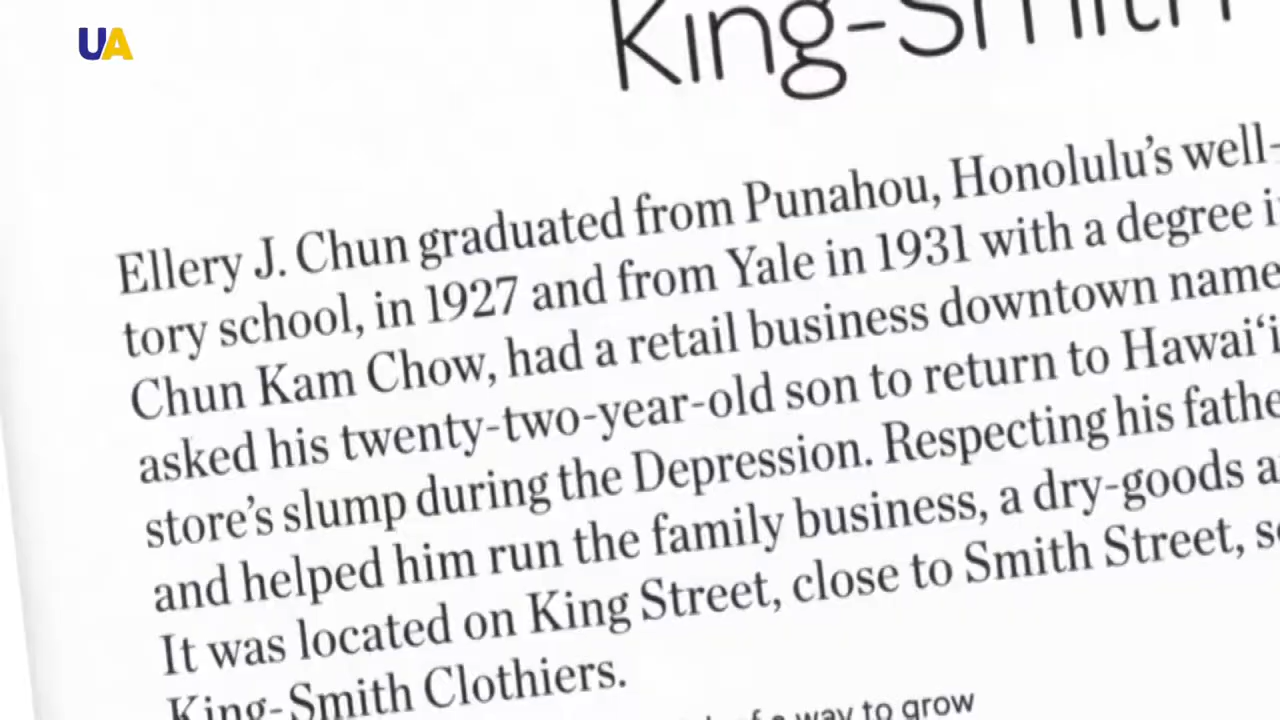 UA
King-Smith
Ellery J. Chun graduated from Punahou, Honolulu's well-
tory school, in 1927 and from Yale in 1931 with a degree
Chun Kam Chow, had a retail business downtown name
asked his twenty-two-year-old son to return to Hawai‘i
store's slump during the Depression. Respecting his fathe
and helped him run the family business, a dry-goods a
It was located on King Street, close to Smith Street, so
King-Smith Clothiers.
way to grow